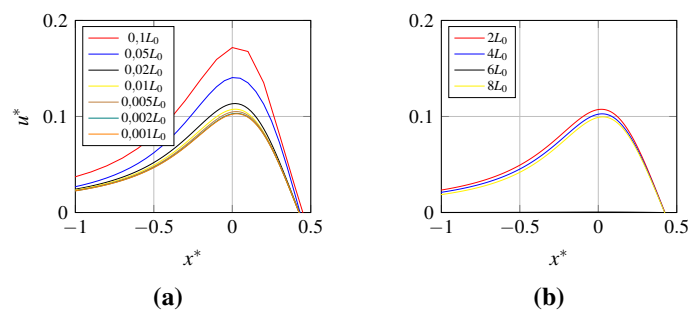 0.2
0.1
0
u*
0,1L₀
0,05L₀
0,02L₀
0,01L₀
0,005L₀
0,002L₀
0,001L₀
−1 −0.5 0 0.5
x*
(a)
0.2
0.1
0
2L₀
4L₀
6L₀
8L₀
−1 −0.5 0 0.5
x*
(b)